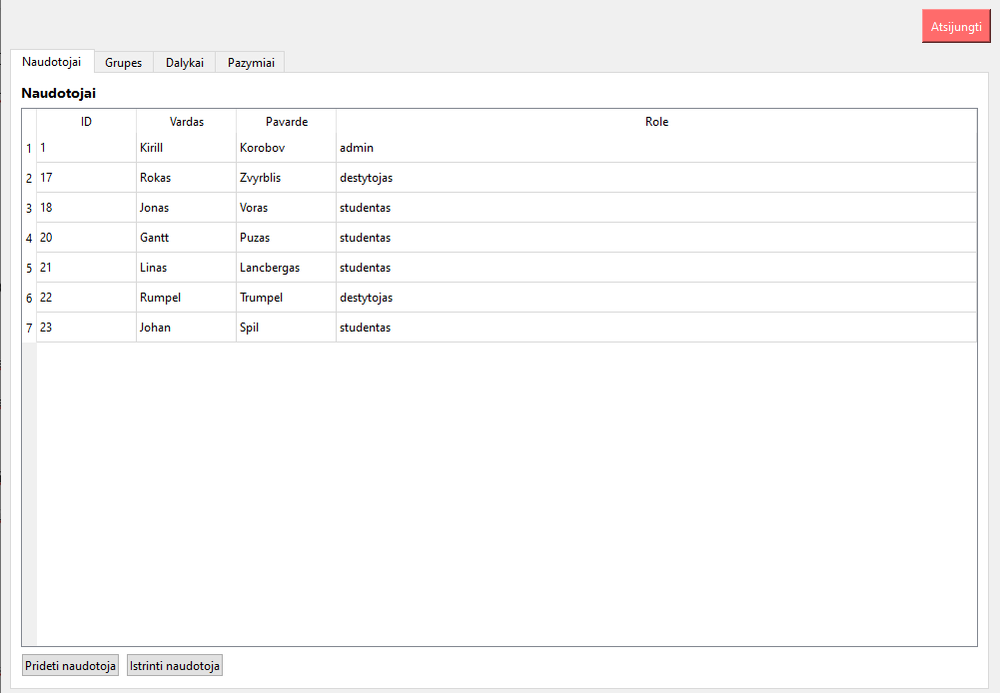 Atsijungti
Naudotojai Grupes Dalykai Pazymiai
Naudotojai
ID Vardas Pavarde Role
1 1 Kirill Korobov admin
2 17 Rokas Zvyrblis destytojas
3 18 Jonas Voras studentas
4 20 Gantt Puzas studentas
5 21 Linas Lancbergas studentas
6 22 Rumpel Trumpel destytojas
7 23 Johan Spil studentas
Prideti naudotoja Istrinti naudotoja